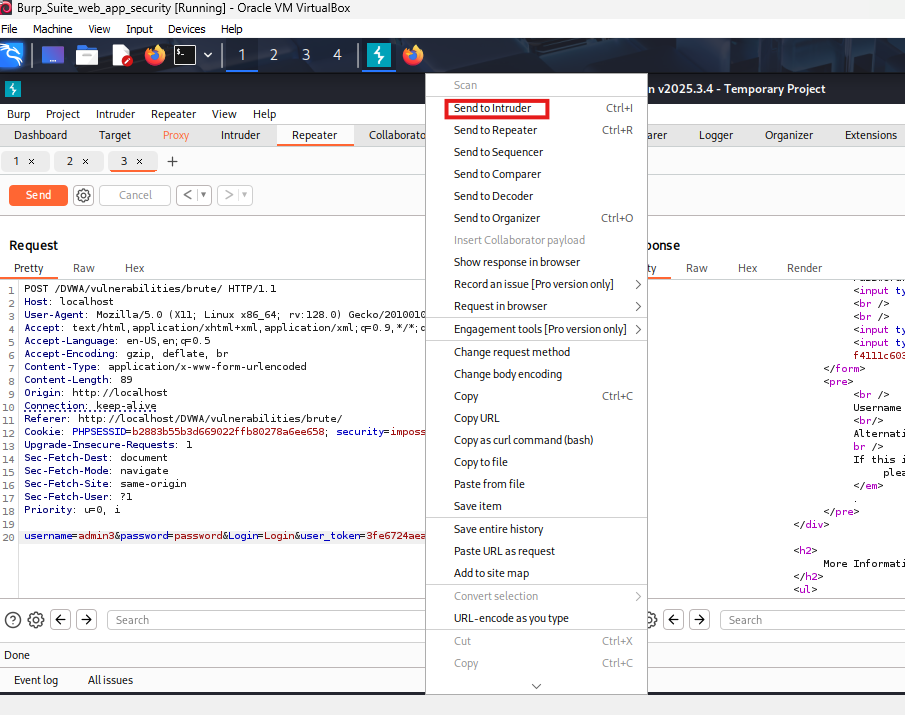 Burp_Suite_web_app_security [Running] - Oracle VM VirtualBox
File Machine View Input Devices Help
1 2 3 4
n v2025.3.4 - Temporary Project
Burp Project Intruder Repeater View Help
Dashboard Target Proxy Intruder Repeater Collaborato arer Logger Organizer Extensions
1 × 2 × 3 × +
Send Cancel < >
Request
Pretty Raw Hex
1 POST /DVWA/vulnerabilities/brute/ HTTP/1.1
2 Host: localhost
3 User-Agent: Mozilla/5.0 (X11; Linux x86_64; rv:128.0) Gecko/2010010
4 Accept: text/html,application/xhtml+xml,application/xml;q=0.9,*/*;q
5 Accept-Language: en-US,en;q=0.5
6 Accept-Encoding: gzip, deflate, br
7 Content-Type: application/x-www-form-urlencoded
8 Content-Length: 89
9 Origin: http://localhost
10 Connection: keep-alive
11 Referer: http://localhost/DVWA/vulnerabilities/brute/
12 Cookie: PHPSESSID=b2883b55b3d669022ffb80278a6ee658; security=imposs
13 Upgrade-Insecure-Requests: 1
14 Sec-Fetch-Dest: document
15 Sec-Fetch-Mode: navigate
16 Sec-Fetch-Site: same-origin
17 Sec-Fetch-User: ?1
18 Priority: u=0, i
19
20 username=admin3&password=password&Login=Login&user_token=3fe6724aea
Search
Scan
Send to Intruder Ctrl+I
Send to Repeater Ctrl+R
Send to Sequencer
Send to Comparer
Send to Decoder
Send to Organizer Ctrl+O
Insert Collaborator payload
Show response in browser
Record an issue [Pro version only] >
Request in browser >
Engagement tools [Pro version only] >
Change request method
Change body encoding
Copy Ctrl+C
Copy URL
Copy as curl command (bash)
Copy to file
Paste from file
Save item
Save entire history
Paste URL as request
Add to site map
Convert selection >
URL-encode as you type
Cut Ctrl+X
Copy Ctrl+C
ponse
ty Raw Hex Render
<input ty
<br />
<br />
<input ty
<input ty
f4111c603
</form>
<pre>
<br />
Username
<br/>
Alternati
br />
If this i
plea
</em>
.
</pre>
</div>
<h2>
More Informati
</h2>
<ul>
Search
Done
Event log All issues